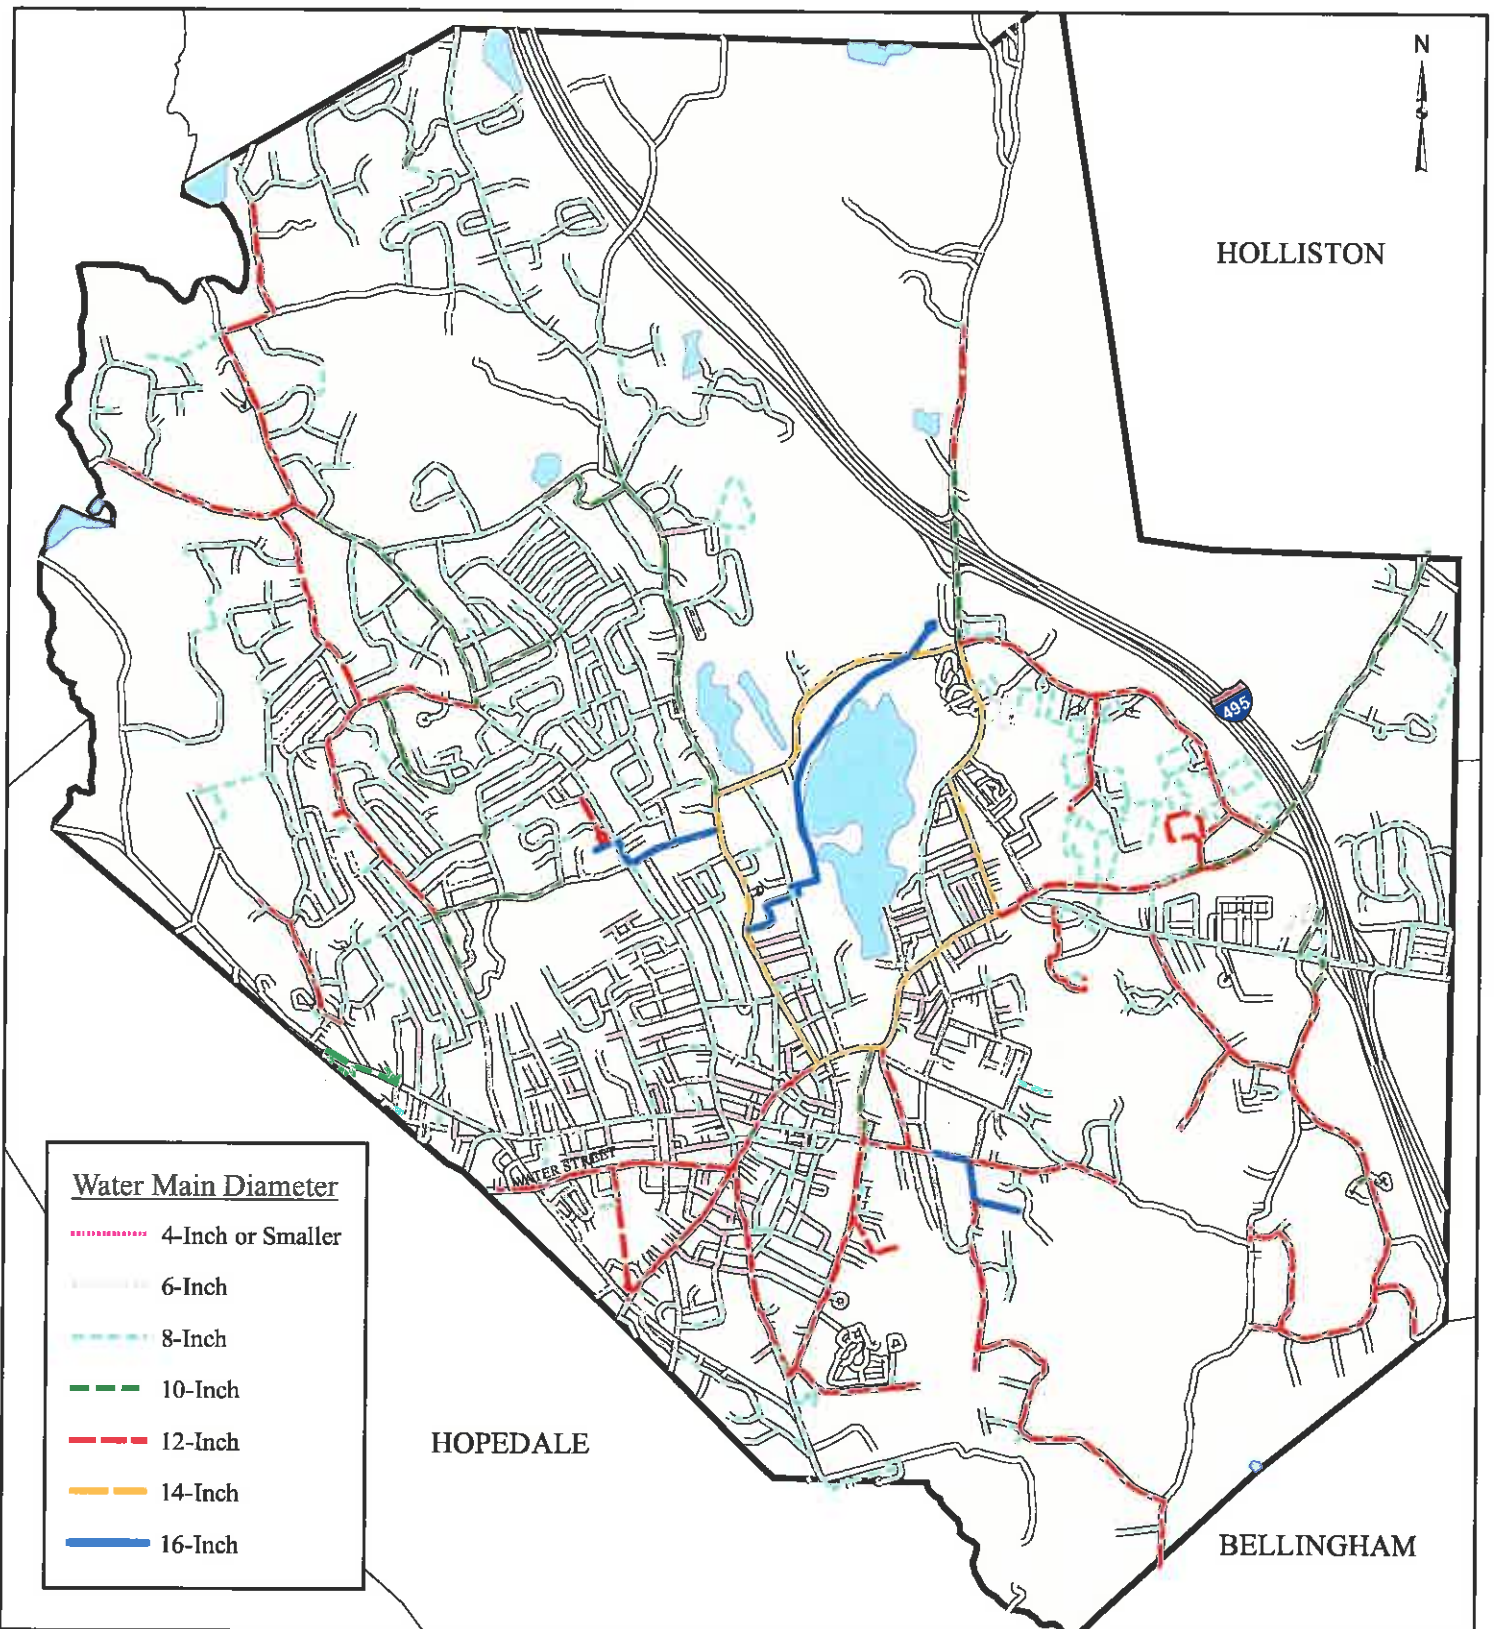 N
HOLLISTON
495
WATER STREET
Water Main Diameter
4-Inch or Smaller
6-Inch
8-Inch
10-Inch
12-Inch
14-Inch
16-Inch
HOPEDALE
BELLINGHAM